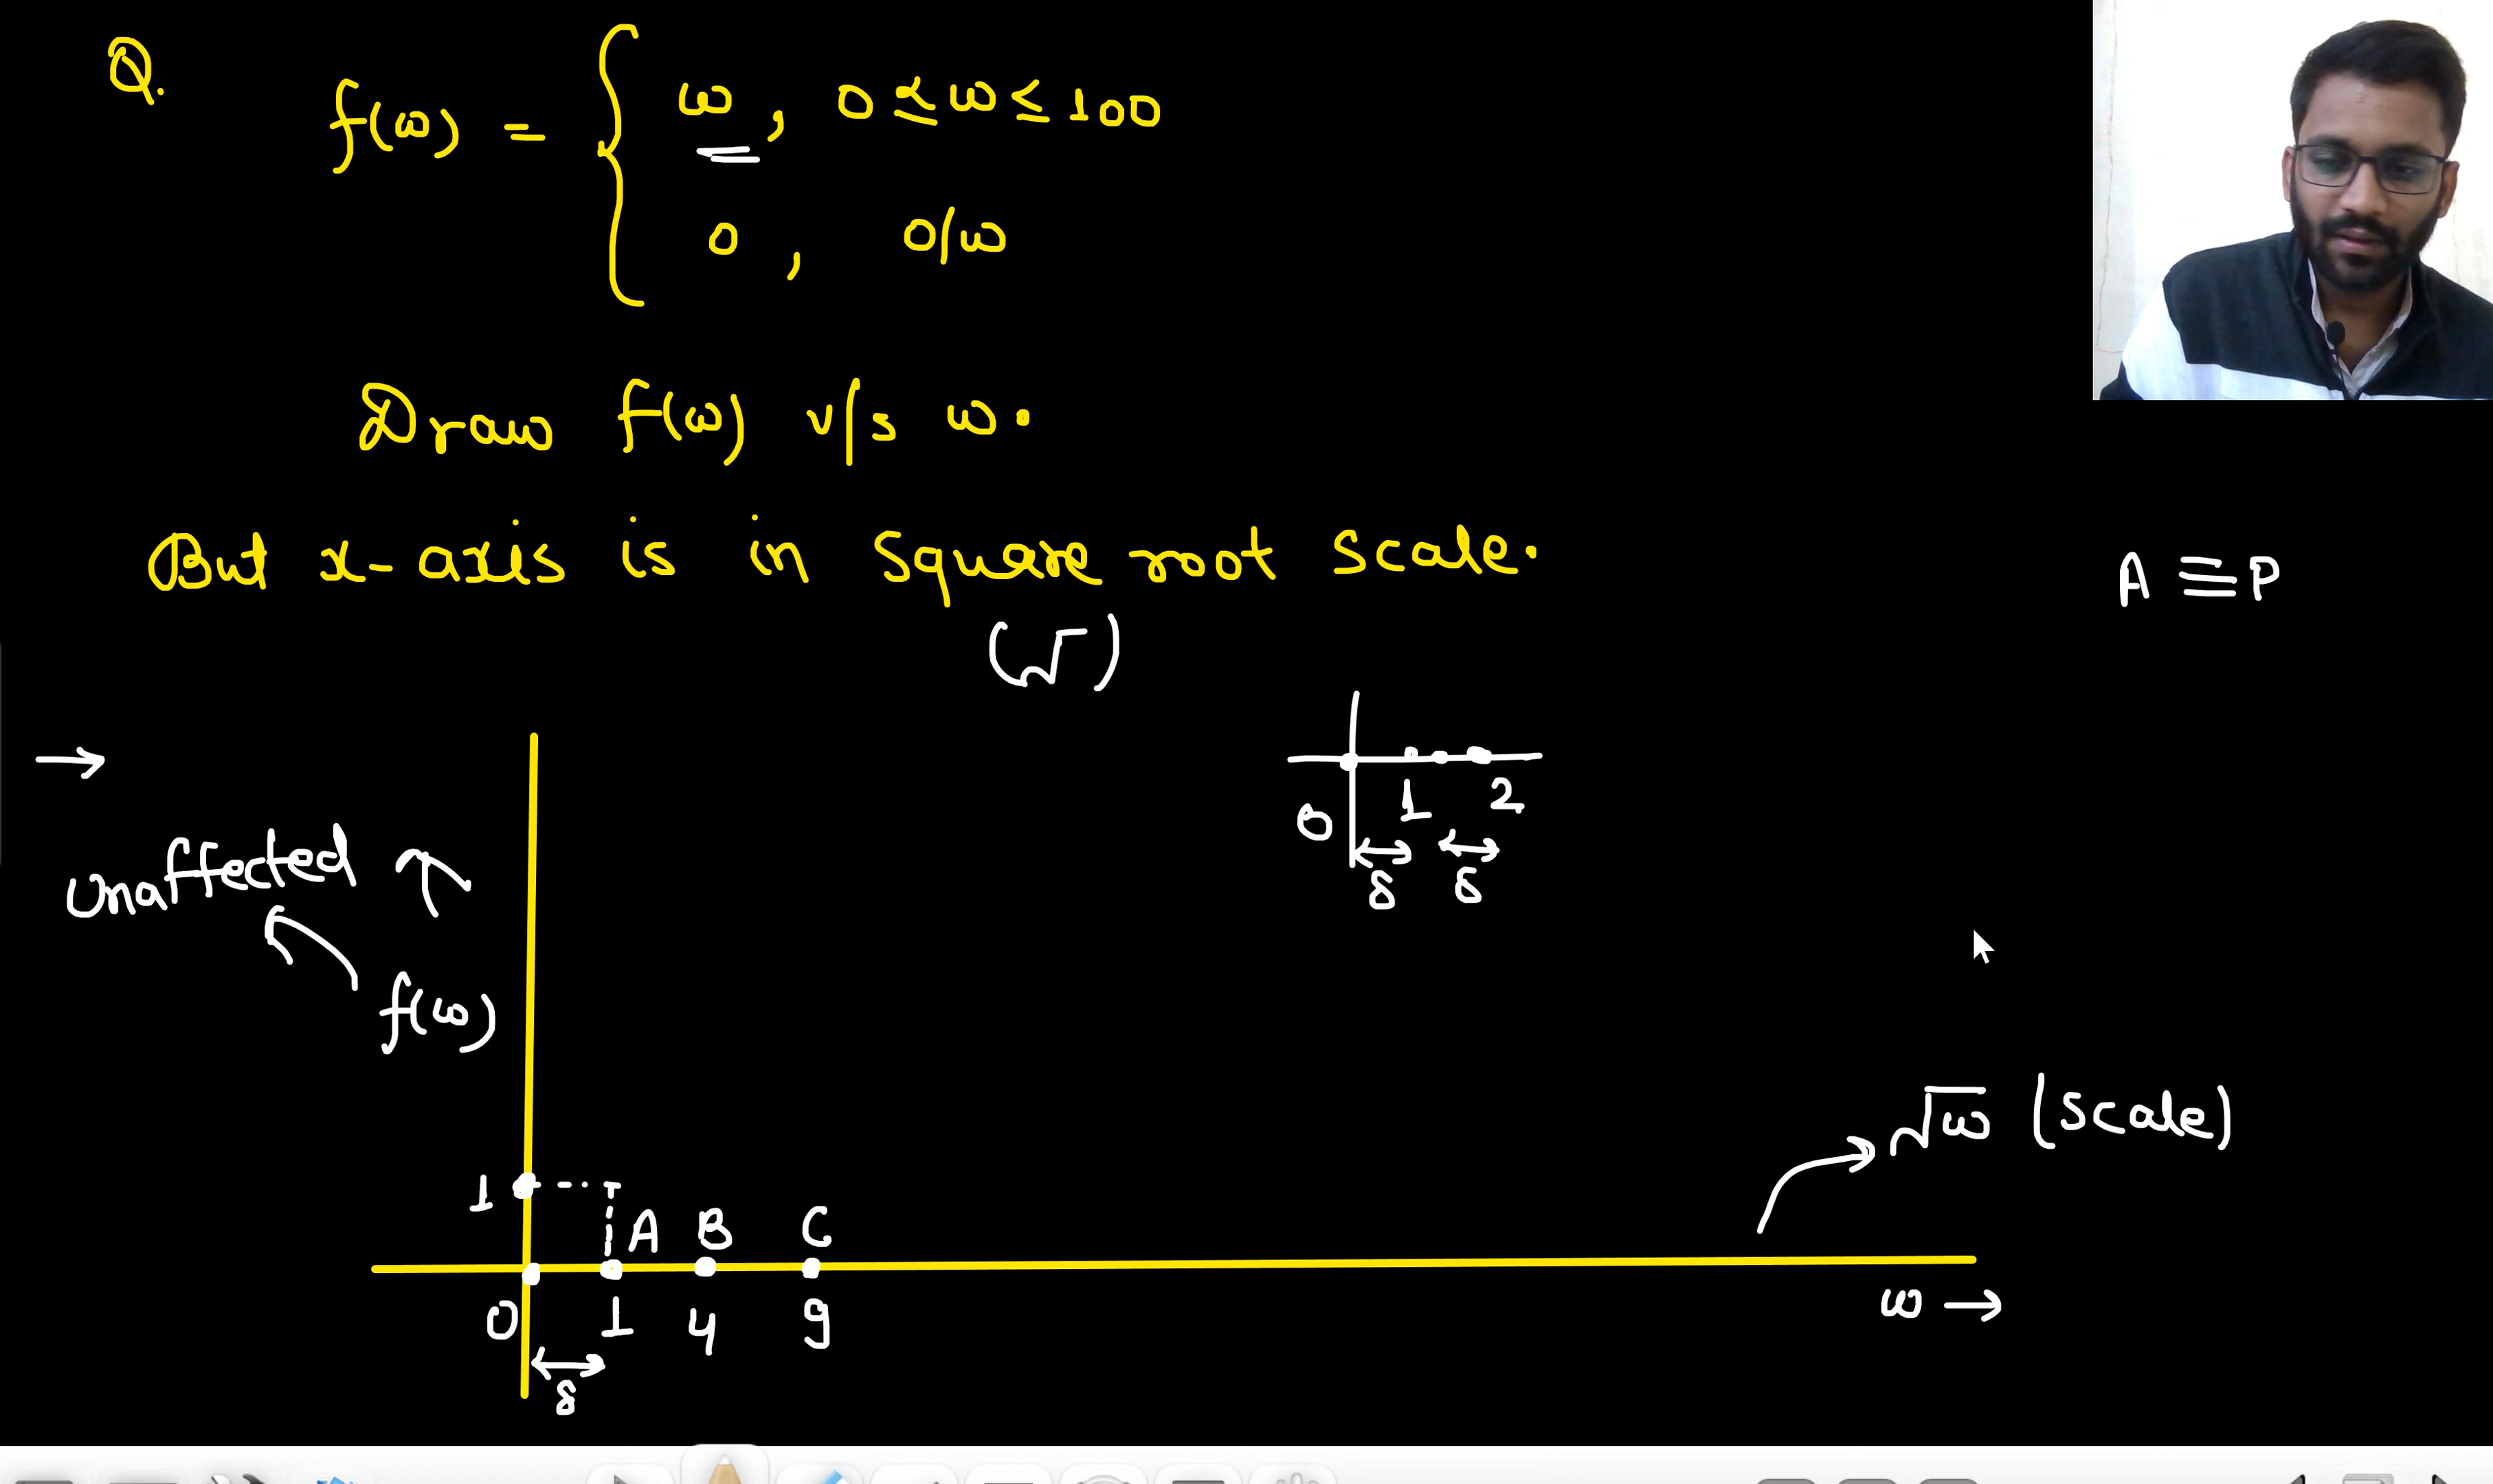 Q.
f(ω) = { ω , 0 ≤ ω ≤ 100
0 , o/ω
Draw f(ω) v/s ω.
But x-axis is in square root scale.
(√)
A ≡ P
0 1 2
δ δ
→
unaffected
f(ω)
√ω (scale)
1 A B C
0 1 4 9 ω →
δ